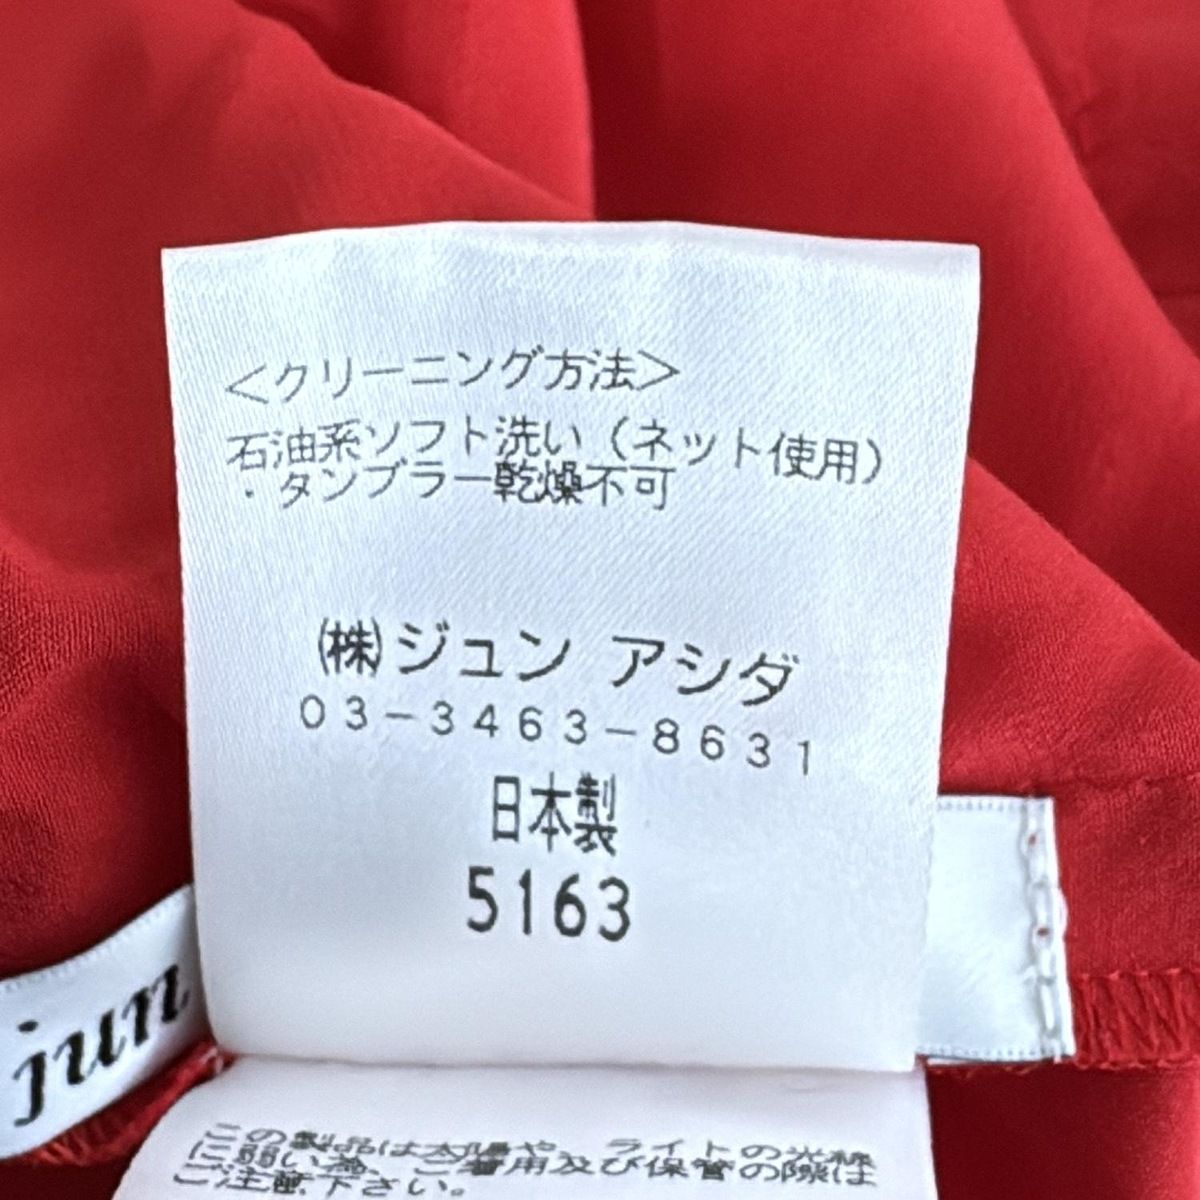 ＜クリーニング方法＞
石油系ソフト洗い（ネット使用）
・タンブラー乾燥不可
㈱ジュン アシダ
03-3463-8631
日本製
5163
jun
この製品は太陽や、ライトの光線
に弱い為、ご着用及び保管の際は
ご注意下さい。